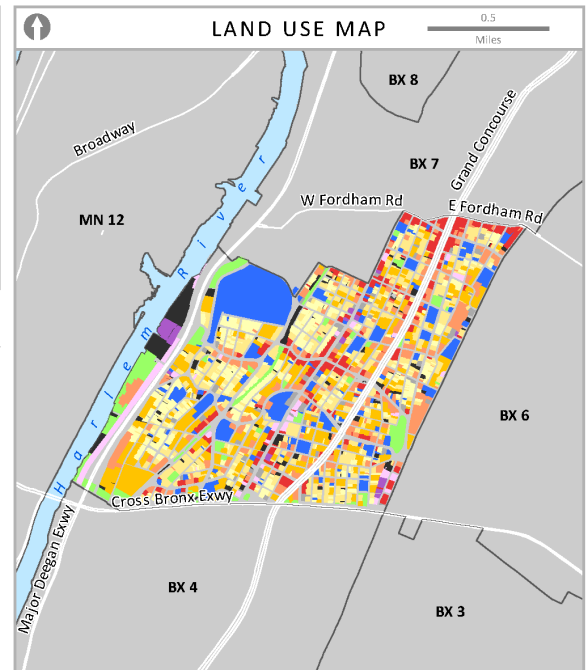 LAND USE MAP
0.5
Miles
BX 8
Broadway
Grand Concourse
BX 7
W Fordham Rd
E Fordham Rd
MN 12
Harlem River
BX 6
Cross Bronx Exwy
Major Deegan Exwy
BX 4
BX 3